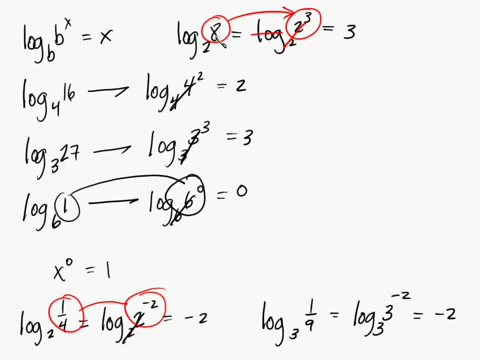 log_b b^x = x    log_2 8 = log_2 2^3 = 3
log_4 16 → log_4 4^2 = 2
log_3 27 → log_3 3^3 = 3
log_6 1 → log_6 6^0 = 0
x^0 = 1
log_2 1/4 = log_2 2^-2 = -2    log_3 1/9 = log_3 3^-2 = -2